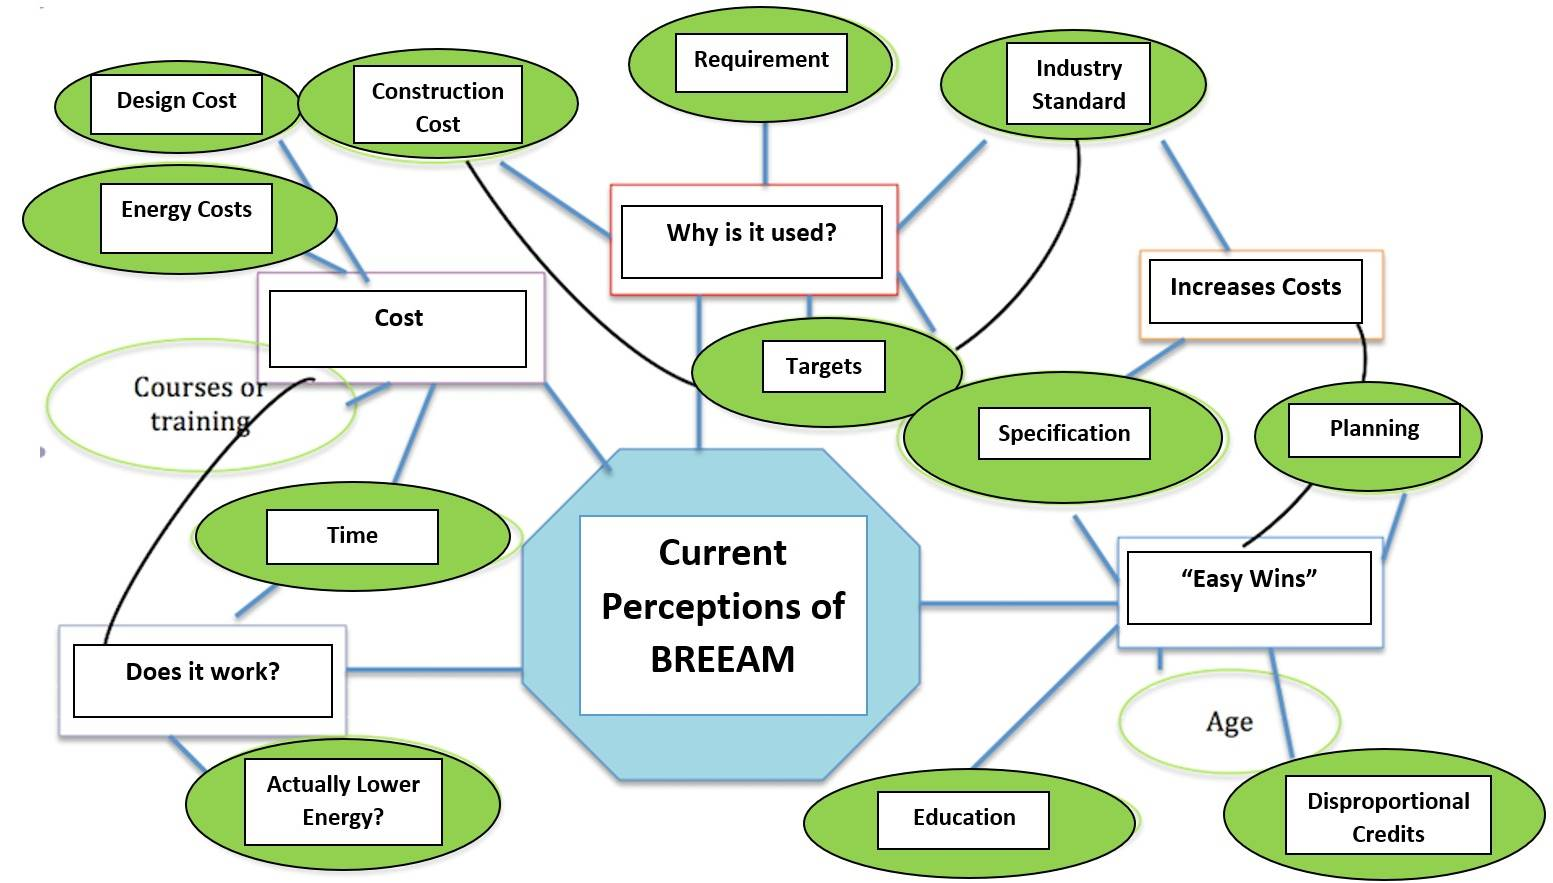 Requirement
Industry
Standard
Design Cost
Construction
Cost
Energy Costs
Why is it used?
Increases Costs
Cost
Targets
Courses or
training
Specification
Planning
Time
Current
Perceptions of
BREEAM
“Easy Wins”
Does it work?
Age
Actually Lower
Energy?
Education
Disproportional
Credits